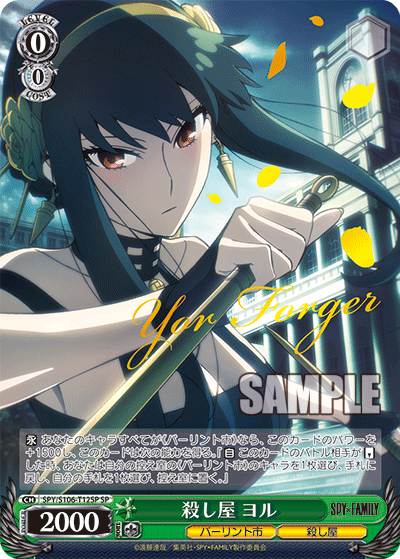 LEVEL
0
0
COST
Yor Forger
SAMPLE
永 あなたのキャラすべてが《バーリント市》なら、このカードのパワーを
+1500し、このカードは次の能力を得る。『自 このカードのバトル相手が
した時、あなたは自分の控え室の《バーリント市》のキャラを1枚選び、手札に
戻し、自分の手札を1枚選び、控え室に置く。』
CH SPY/S106-T12SP SP
POWER
2000
殺し屋 ヨル
SPY×FAMILY
バーリント市
殺し屋
©遠藤達哉/集英社・SPY×FAMILY製作委員会